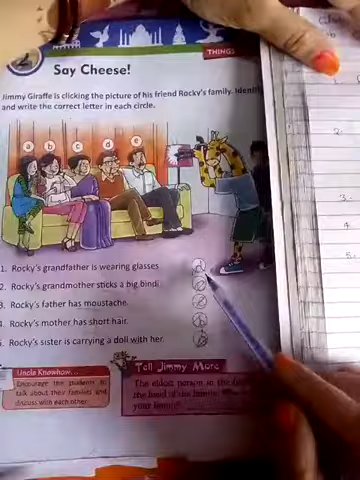 2
THINGS
Say Cheese!
Jimmy Giraffe is clicking the picture of his friend Rocky's family.
and write the correct letter in each circle.
a b c d e
1. Rocky's grandfather is wearing glasses
2. Rocky's grandmother sticks a big bindi
3. Rocky's father has moustache.
4. Rocky's mother has short hair.
5. Rocky's sister is carrying a doll with her.
Uncle Knowhow...
Encourage the students to
talk about their families and
discuss with each other.
Tell Jimmy More
The eldest person in the
the head of the family.
your family?
2.
3.
4.
5.